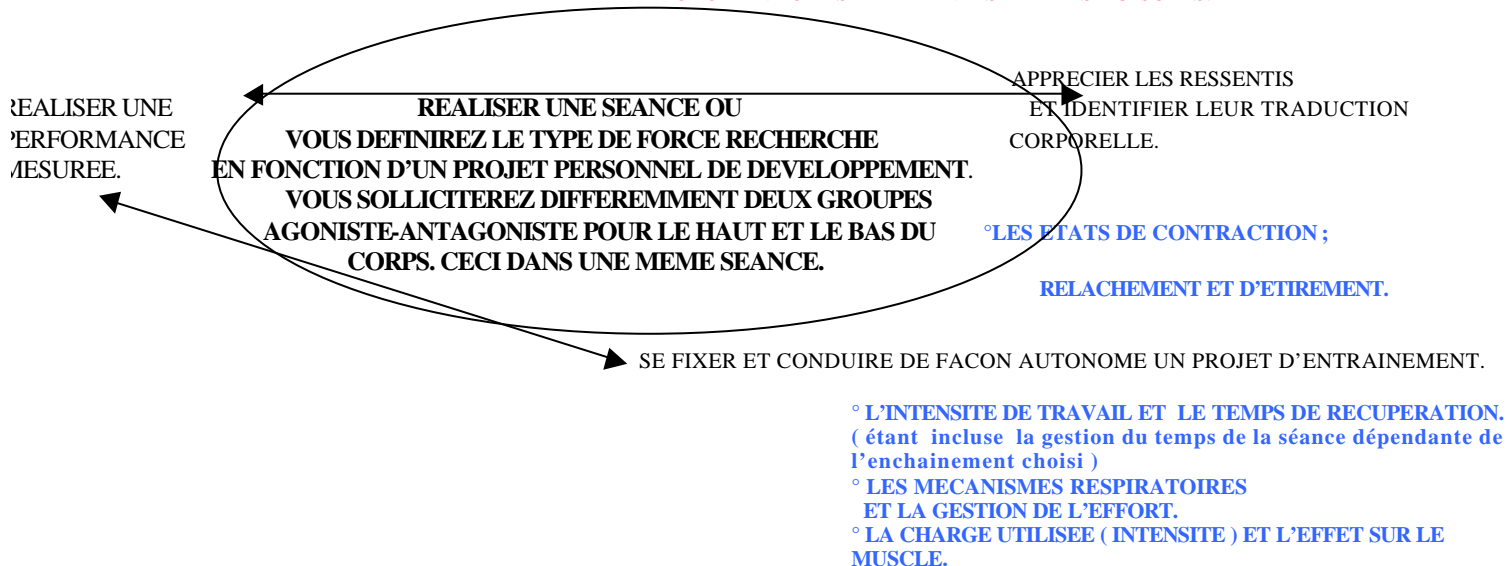 REALISER UNE
PERFORMANCE
MESUREE.
REALISER UNE SEANCE OU
VOUS DEFINIREZ LE TYPE DE FORCE RECHERCHE
EN FONCTION D'UN PROJET PERSONNEL DE DEVELOPPEMENT.
VOUS SOLLICITEREZ DIFFEREMMENT DEUX GROUPES
AGONISTE-ANTAGONISTE POUR LE HAUT ET LE BAS DU
CORPS. CECI DANS UNE MEME SEANCE.
APPRECIER LES RESSENTIS
ET IDENTIFIER LEUR TRADUCTION
CORPORELLE.
°LES ETATS DE CONTRACTION ;
RELACHEMENT ET D'ETIREMENT.
SE FIXER ET CONDUIRE DE FACON AUTONOME UN PROJET D'ENTRAINEMENT.
° L'INTENSITE DE TRAVAIL ET LE TEMPS DE RECUPERATION.
( étant incluse la gestion du temps de la séance dépendante de
l'enchainement choisi )
° LES MECANISMES RESPIRATOIRES
ET LA GESTION DE L'EFFORT.
° LA CHARGE UTILISEE ( INTENSITE ) ET L'EFFET SUR LE
MUSCLE.